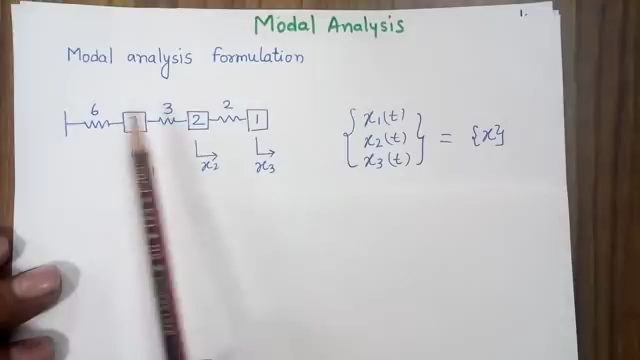 Modal Analysis
1.
Modal analysis formulation
6 3 2
2 1
x2 x3
{ x1(t) x2(t) x3(t) } = {x}